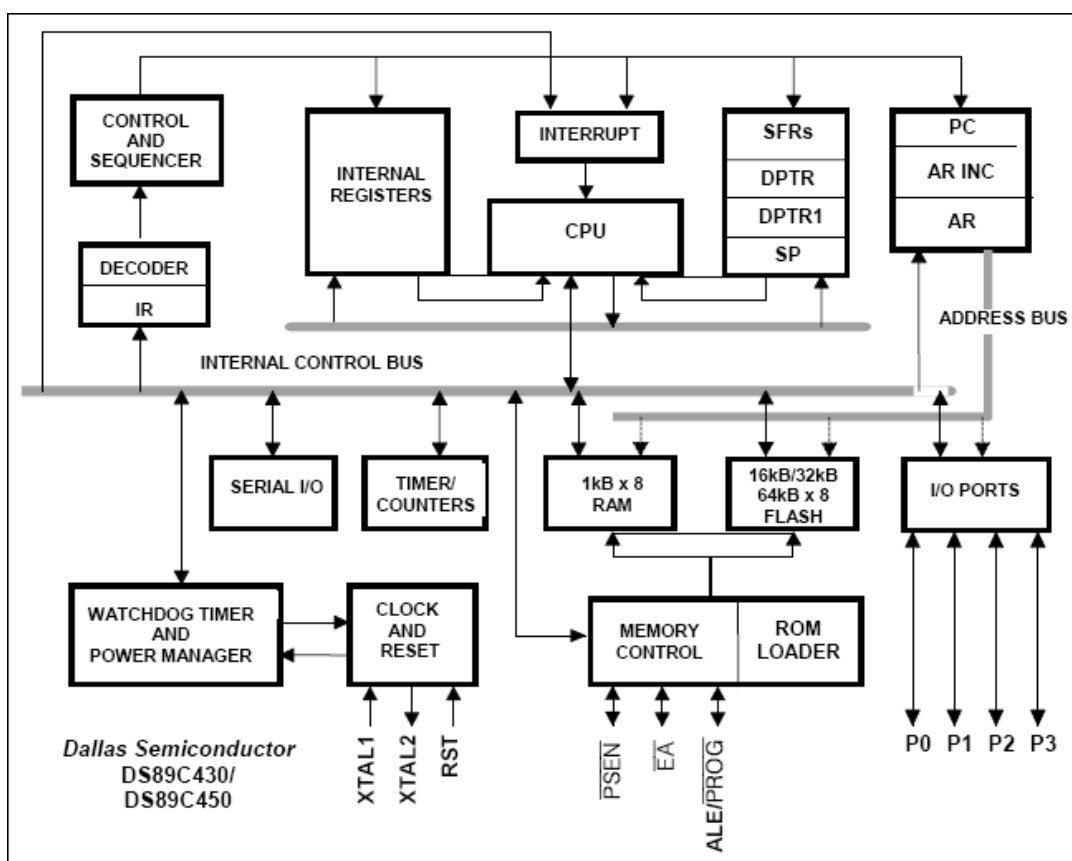 CONTROL
AND
SEQUENCER
INTERNAL
REGISTERS
INTERRUPT
CPU
SFRs
DPTR
DPTR1
SP
PC
AR INC
AR
DECODER
IR
ADDRESS BUS
INTERNAL CONTROL BUS
SERIAL I/O
TIMER/
COUNTERS
1kB x 8
RAM
16kB/32kB
64kB x 8
FLASH
I/O PORTS
WATCHDOG TIMER
AND
POWER MANAGER
CLOCK
AND
RESET
MEMORY
CONTROL
ROM
LOADER
XTAL1
XTAL2
RST
PSEN
EA
ALE/PROG
P0
P1
P2
P3
Dallas Semiconductor
DS89C430/
DS89C450